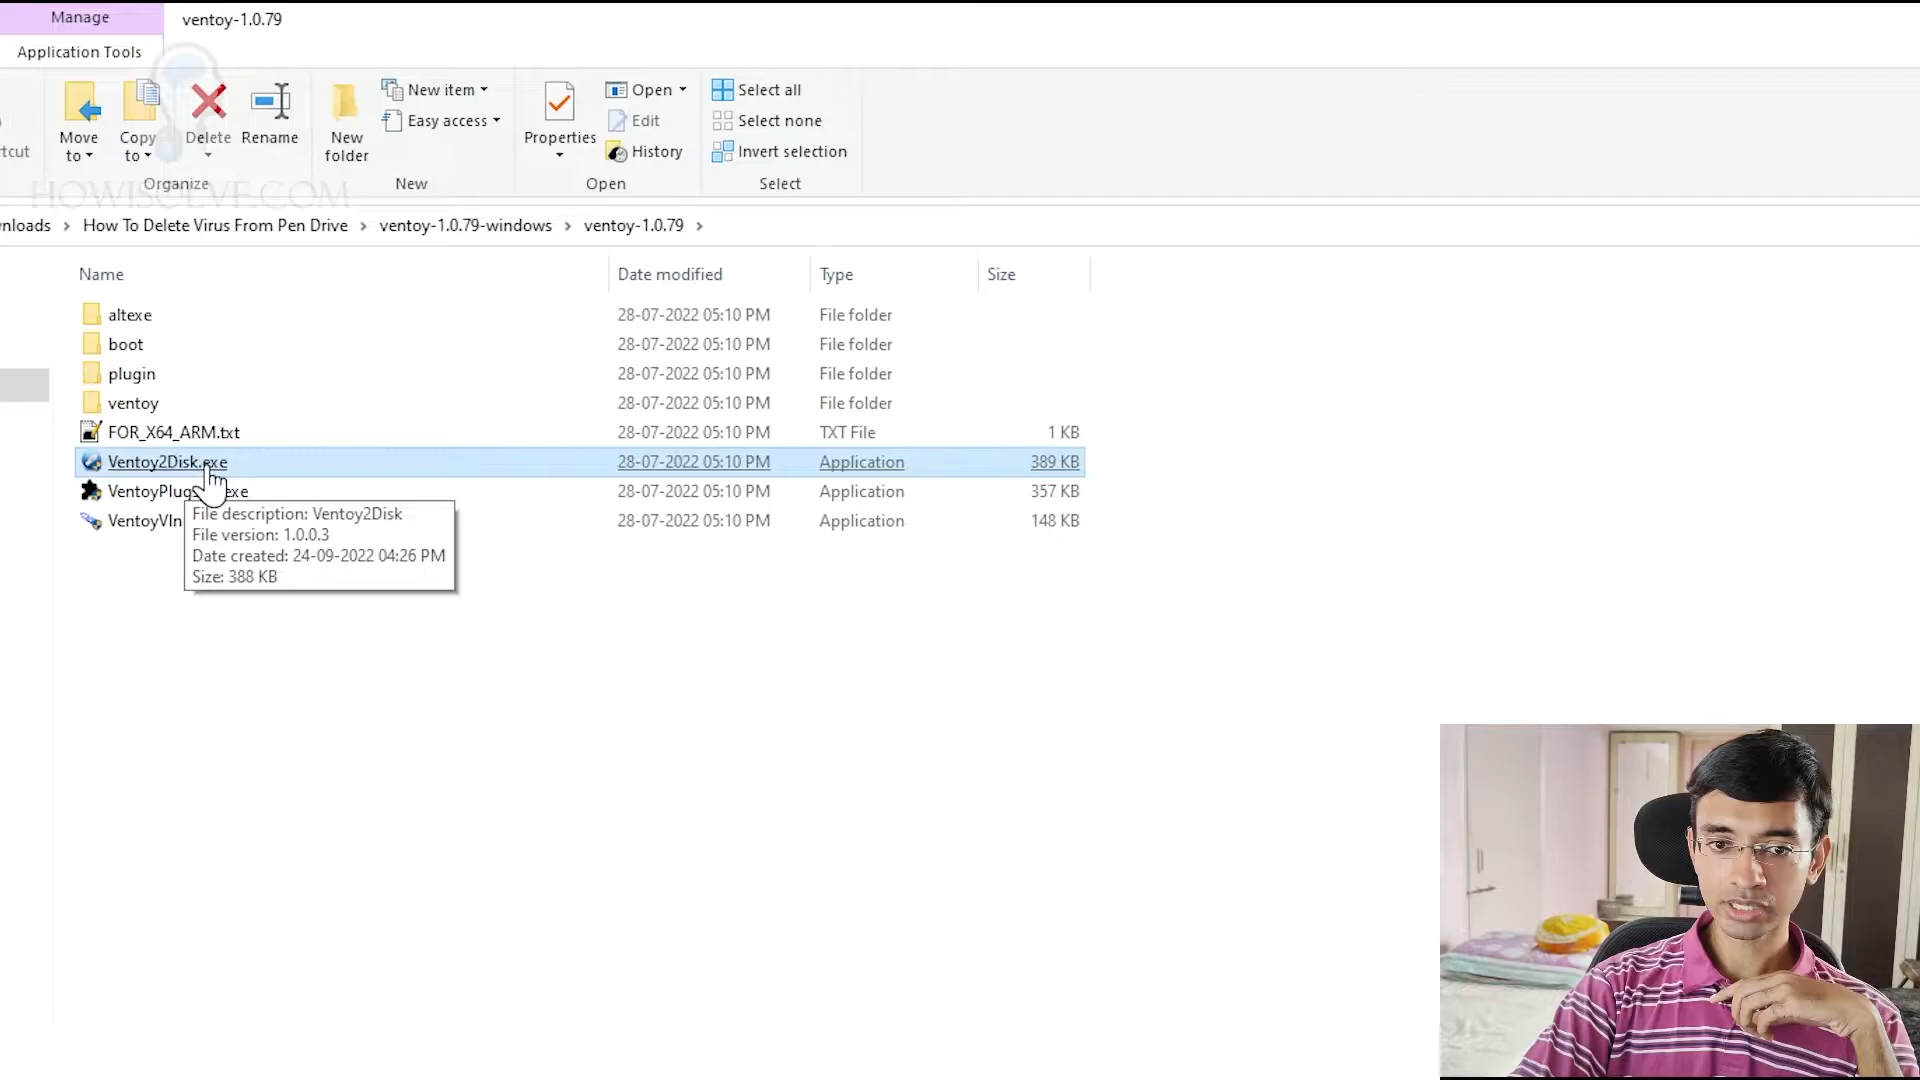 Manage
ventoy-1.0.79
Application Tools
Move to
Copy to
Delete
Rename
New folder
New item
Easy access
Properties
Open
Edit
History
Select all
Select none
Invert selection
Organize
New
Open
Select
HOWISOLVE.COM
How To Delete Virus From Pen Drive > ventoy-1.0.79-windows > ventoy-1.0.79 >
Name Date modified Type Size
altexe 28-07-2022 05:10 PM File folder
boot 28-07-2022 05:10 PM File folder
plugin 28-07-2022 05:10 PM File folder
ventoy 28-07-2022 05:10 PM File folder
FOR_X64_ARM.txt 28-07-2022 05:10 PM TXT File 1 KB
Ventoy2Disk.exe 28-07-2022 05:10 PM Application 389 KB
28-07-2022 05:10 PM Application 357 KB
28-07-2022 05:10 PM Application 148 KB
File description: Ventoy2Disk
File version: 1.0.0.3
Date created: 24-09-2022 04:26 PM
Size: 388 KB